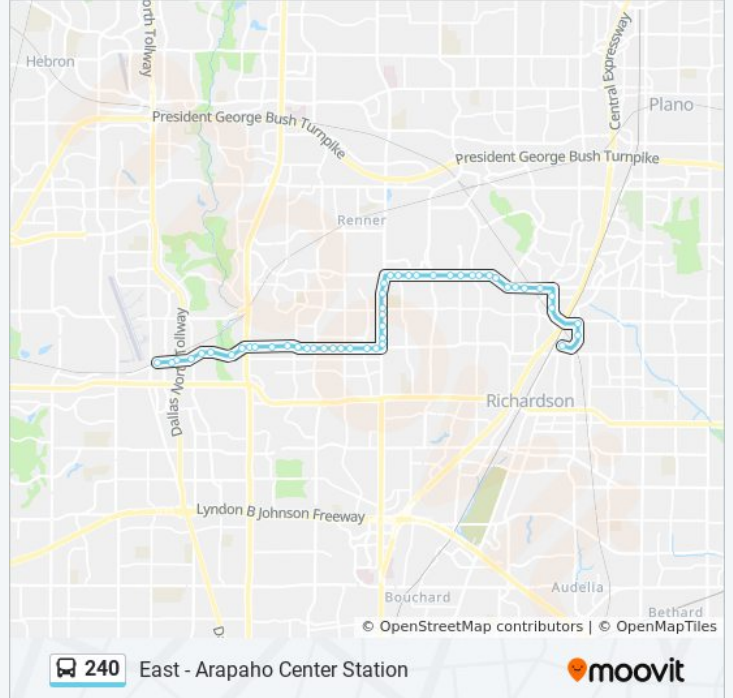 orth Tollway
Hebron
Central Expressway
Plano
President George Bush Turnpike
President George Bush Turnpike
Renner
Dallas North Tollway
Richardson
Lyndon B Johnson Freeway
Audelia
Bouchard
Bethard
D
© OpenStreetMap contributors | © OpenMapTiles
240 East - Arapaho Center Station
moovit